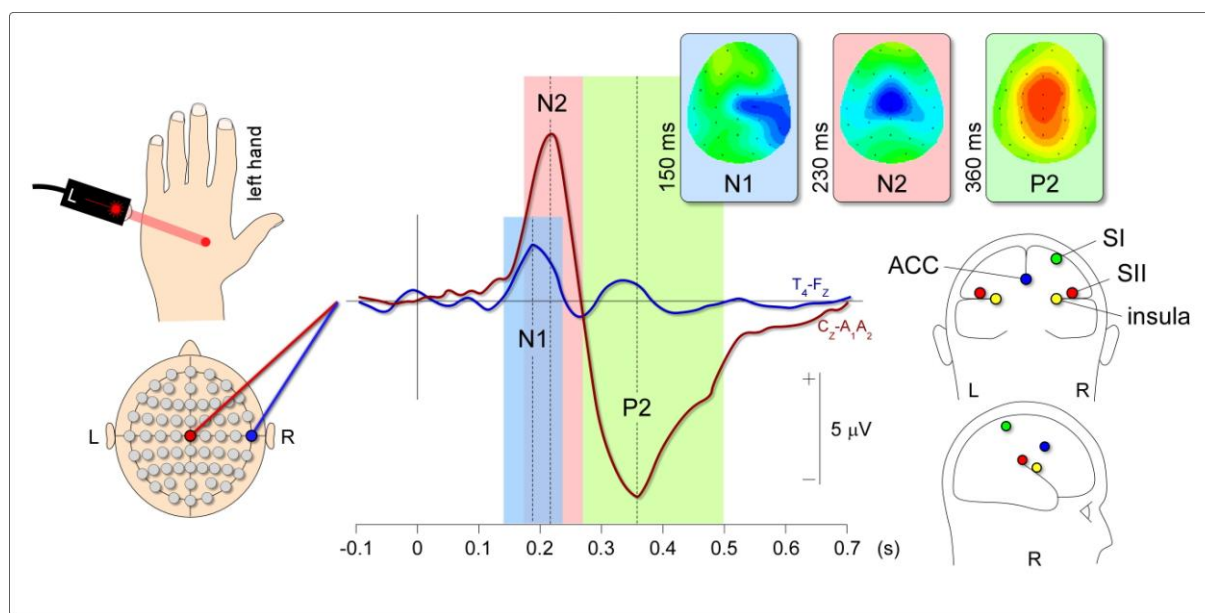 L
left hand
L
R
N2
N1
P2
T4-FZ
CZ-A1A2
+
5 μV
−
-0.1 0 0.1 0.2 0.3 0.4 0.5 0.6 0.7 (s)
150 ms
N1
230 ms
N2
360 ms
P2
ACC
SI
SII
insula
L
R
R